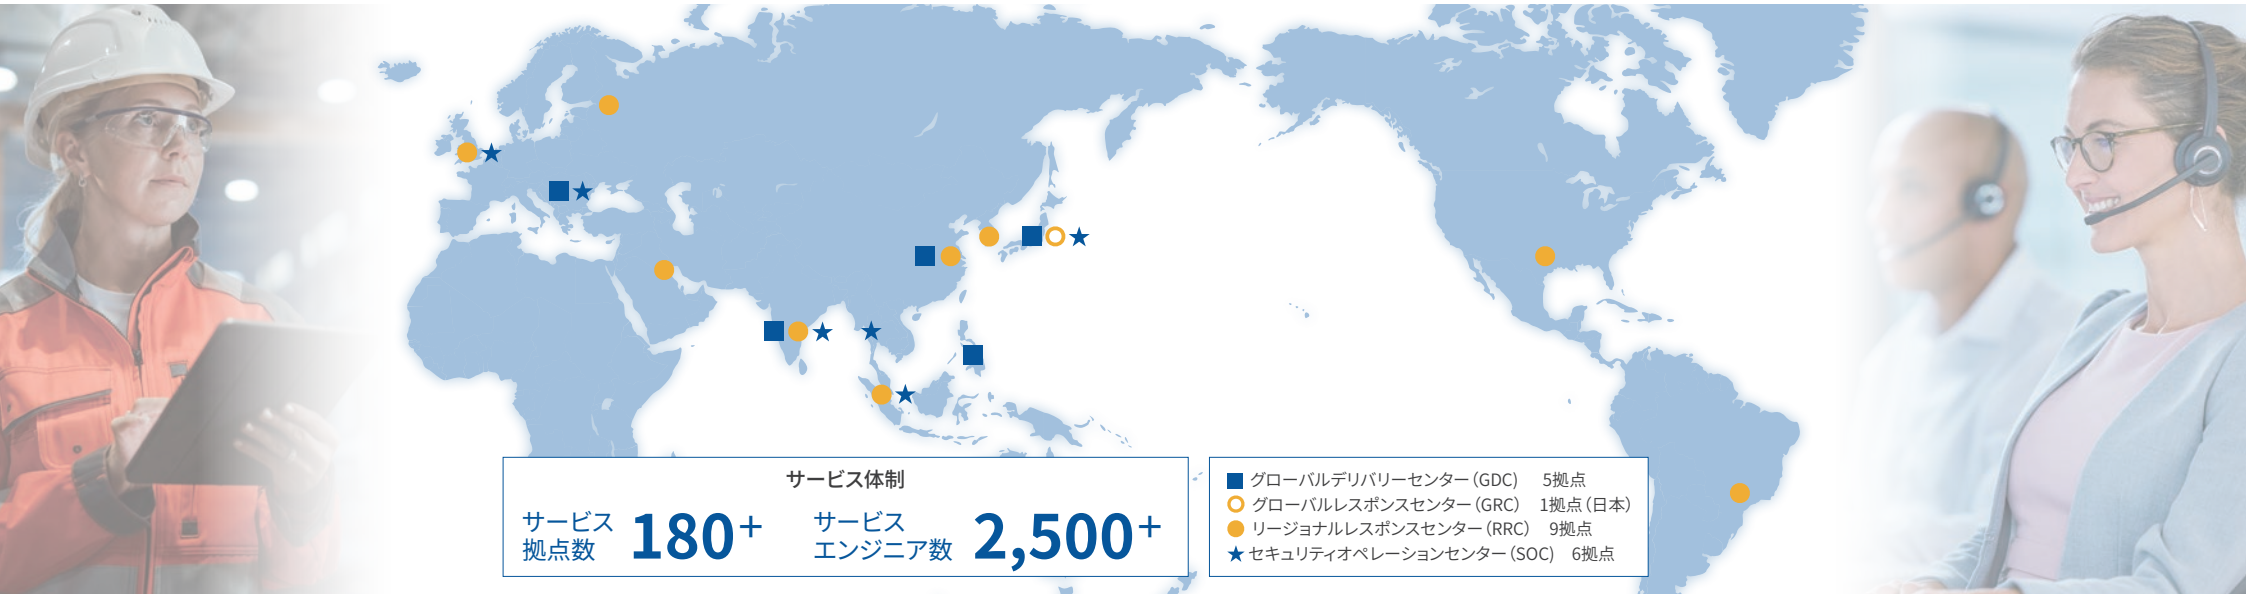 サービス体制
サービス
拠点数
180+
サービス
エンジニア数
2,500+
グローバルデリバリーセンター（GDC） 5拠点
グローバルレスポンスセンター（GRC） 1拠点（日本）
リージョナルレスポンスセンター（RRC） 9拠点
セキュリティオペレーションセンター（SOC） 6拠点